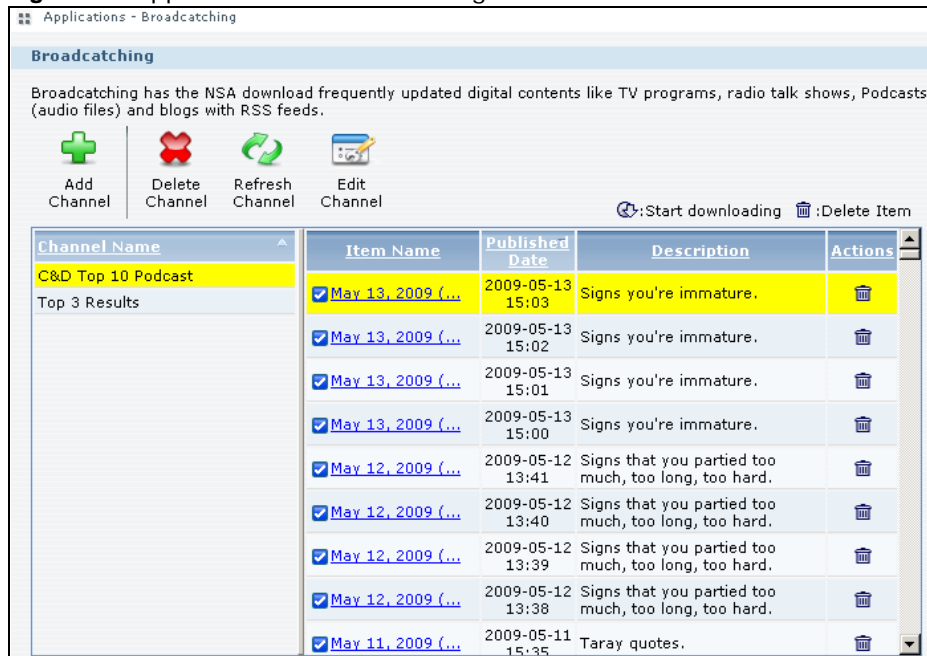 Applications - Broadcatching
Broadcatching
Broadcatching has the NSA download frequently updated digital contents like TV programs, radio talk shows, Podcasts
(audio files) and blogs with RSS feeds.
Add Channel
Delete Channel
Refresh Channel
Edit Channel
:Start downloading :Delete Item
Channel Name
C&D Top 10 Podcast
Top 3 Results
Item Name Published Date Description Actions
May 13, 2009 (... 2009-05-13 15:03 Signs you're immature.
May 13, 2009 (... 2009-05-13 15:02 Signs you're immature.
May 13, 2009 (... 2009-05-13 15:01 Signs you're immature.
May 13, 2009 (... 2009-05-13 15:00 Signs you're immature.
May 12, 2009 (... 2009-05-12 13:41 Signs that you partied too much, too long, too hard.
May 12, 2009 (... 2009-05-12 13:40 Signs that you partied too much, too long, too hard.
May 12, 2009 (... 2009-05-12 13:39 Signs that you partied too much, too long, too hard.
May 12, 2009 (... 2009-05-12 13:38 Signs that you partied too much, too long, too hard.
May 11, 2009 (... 2009-05-11 15:35 Taray quotes.